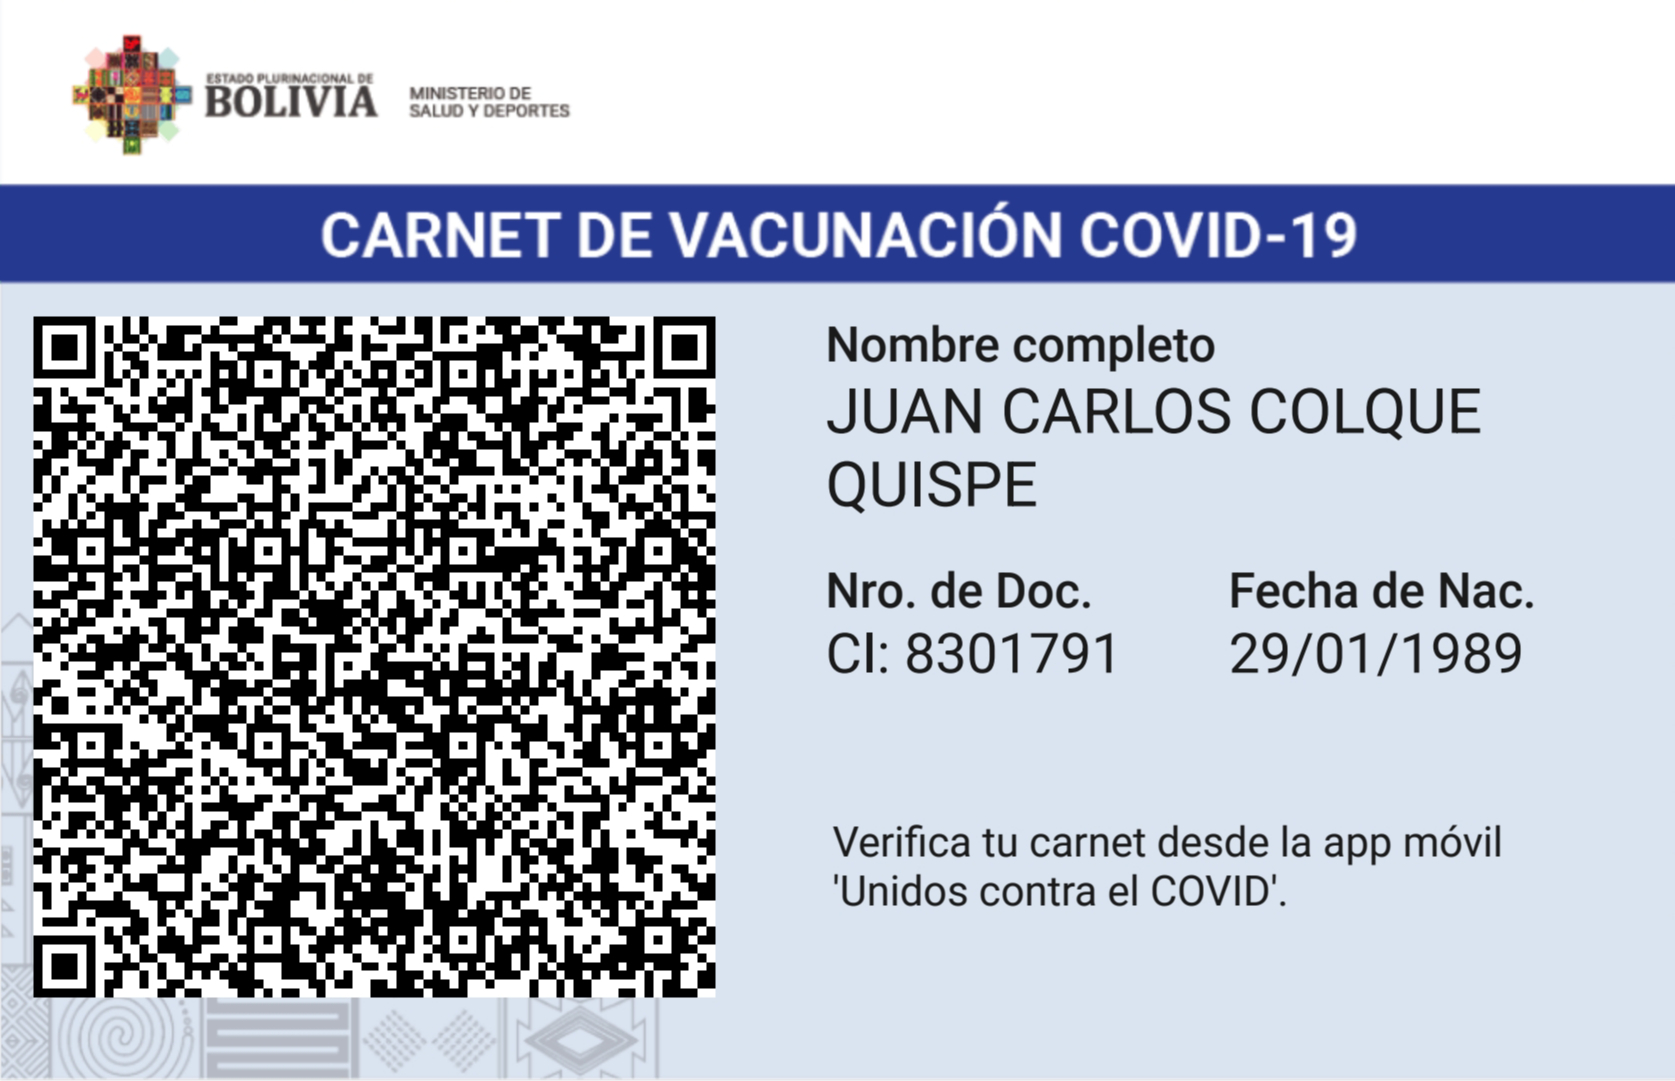 ESTADO PLURINACIONAL DE
BOLIVIA
MINISTERIO DE
SALUD Y DEPORTES
CARNET DE VACUNACIÓN COVID-19
Nombre completo
JUAN CARLOS COLQUE
QUISPE
Nro. de Doc.
CI: 8301791
Fecha de Nac.
29/01/1989
Verifica tu carnet desde la app móvil
'Unidos contra el COVID'.